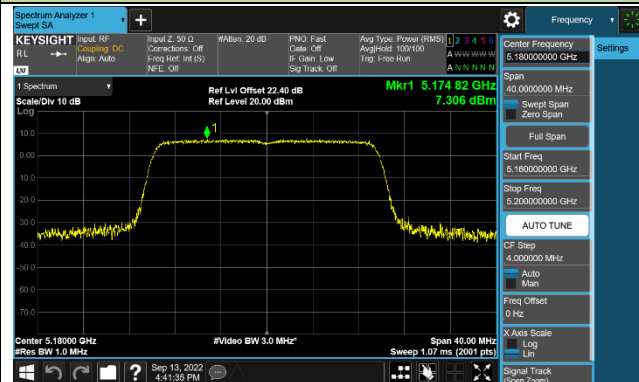 Spectrum Analyzer 1
Swept SA
Frequency
KEYSIGHT
RL
LXI
Input: RF
Coupling: DC
Align: Auto
Input Z: 50 Ω
Corrections: Off
Freq Ref: Int (S)
NFE: Off
#Atten: 20 dB
PNO: Fast
Gate: Off
IF Gain: Low
Sig Track: Off
Avg Type: Power (RMS)
Avg|Hold: 100/100
Trig: Free Run
1 2 3 4 5 6
A W W W W W
A N N N N N
1 Spectrum
Scale/Div 10 dB
Log
Ref Lvl Offset 22.40 dB
Ref Level 20.00 dBm
Mkr1 5.174 82 GHz
7.306 dBm
1
10.0
0.00
-10.0
-20.0
-30.0
-40.0
-50.0
-60.0
-70.0
Center 5.18000 GHz
#Res BW 1.0 MHz
#Video BW 3.0 MHz*
Span 40.00 MHz
Sweep 1.07 ms (2001 pts)
Center Frequency
5.180000000 GHz
Span
40.0000000 MHz
Swept Span
Zero Span
Full Span
Start Freq
5.160000000 GHz
Stop Freq
5.200000000 GHz
AUTO TUNE
CF Step
4.000000 MHz
Auto
Man
Freq Offset
0 Hz
X Axis Scale
Log
Lin
Signal Track
(Span Zoom)
Settings
?
Sep 13, 2022
4:41:35 PM